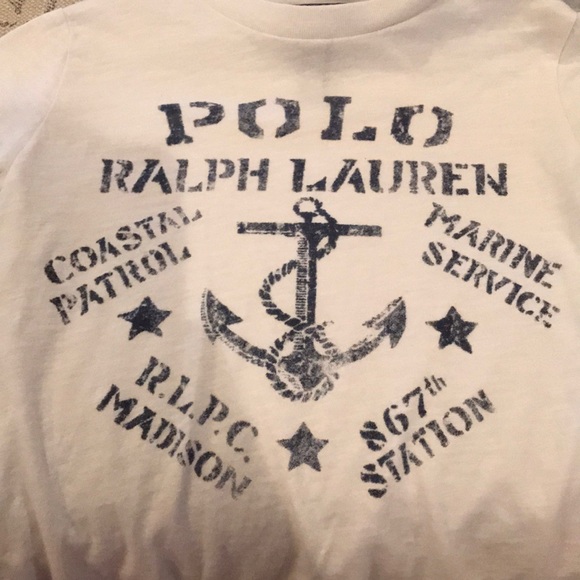 POLO
RALPH LAUREN
COASTAL
PATROL
MARINE
SERVICE
R.L.P.C.
MADISON
867th
STATION